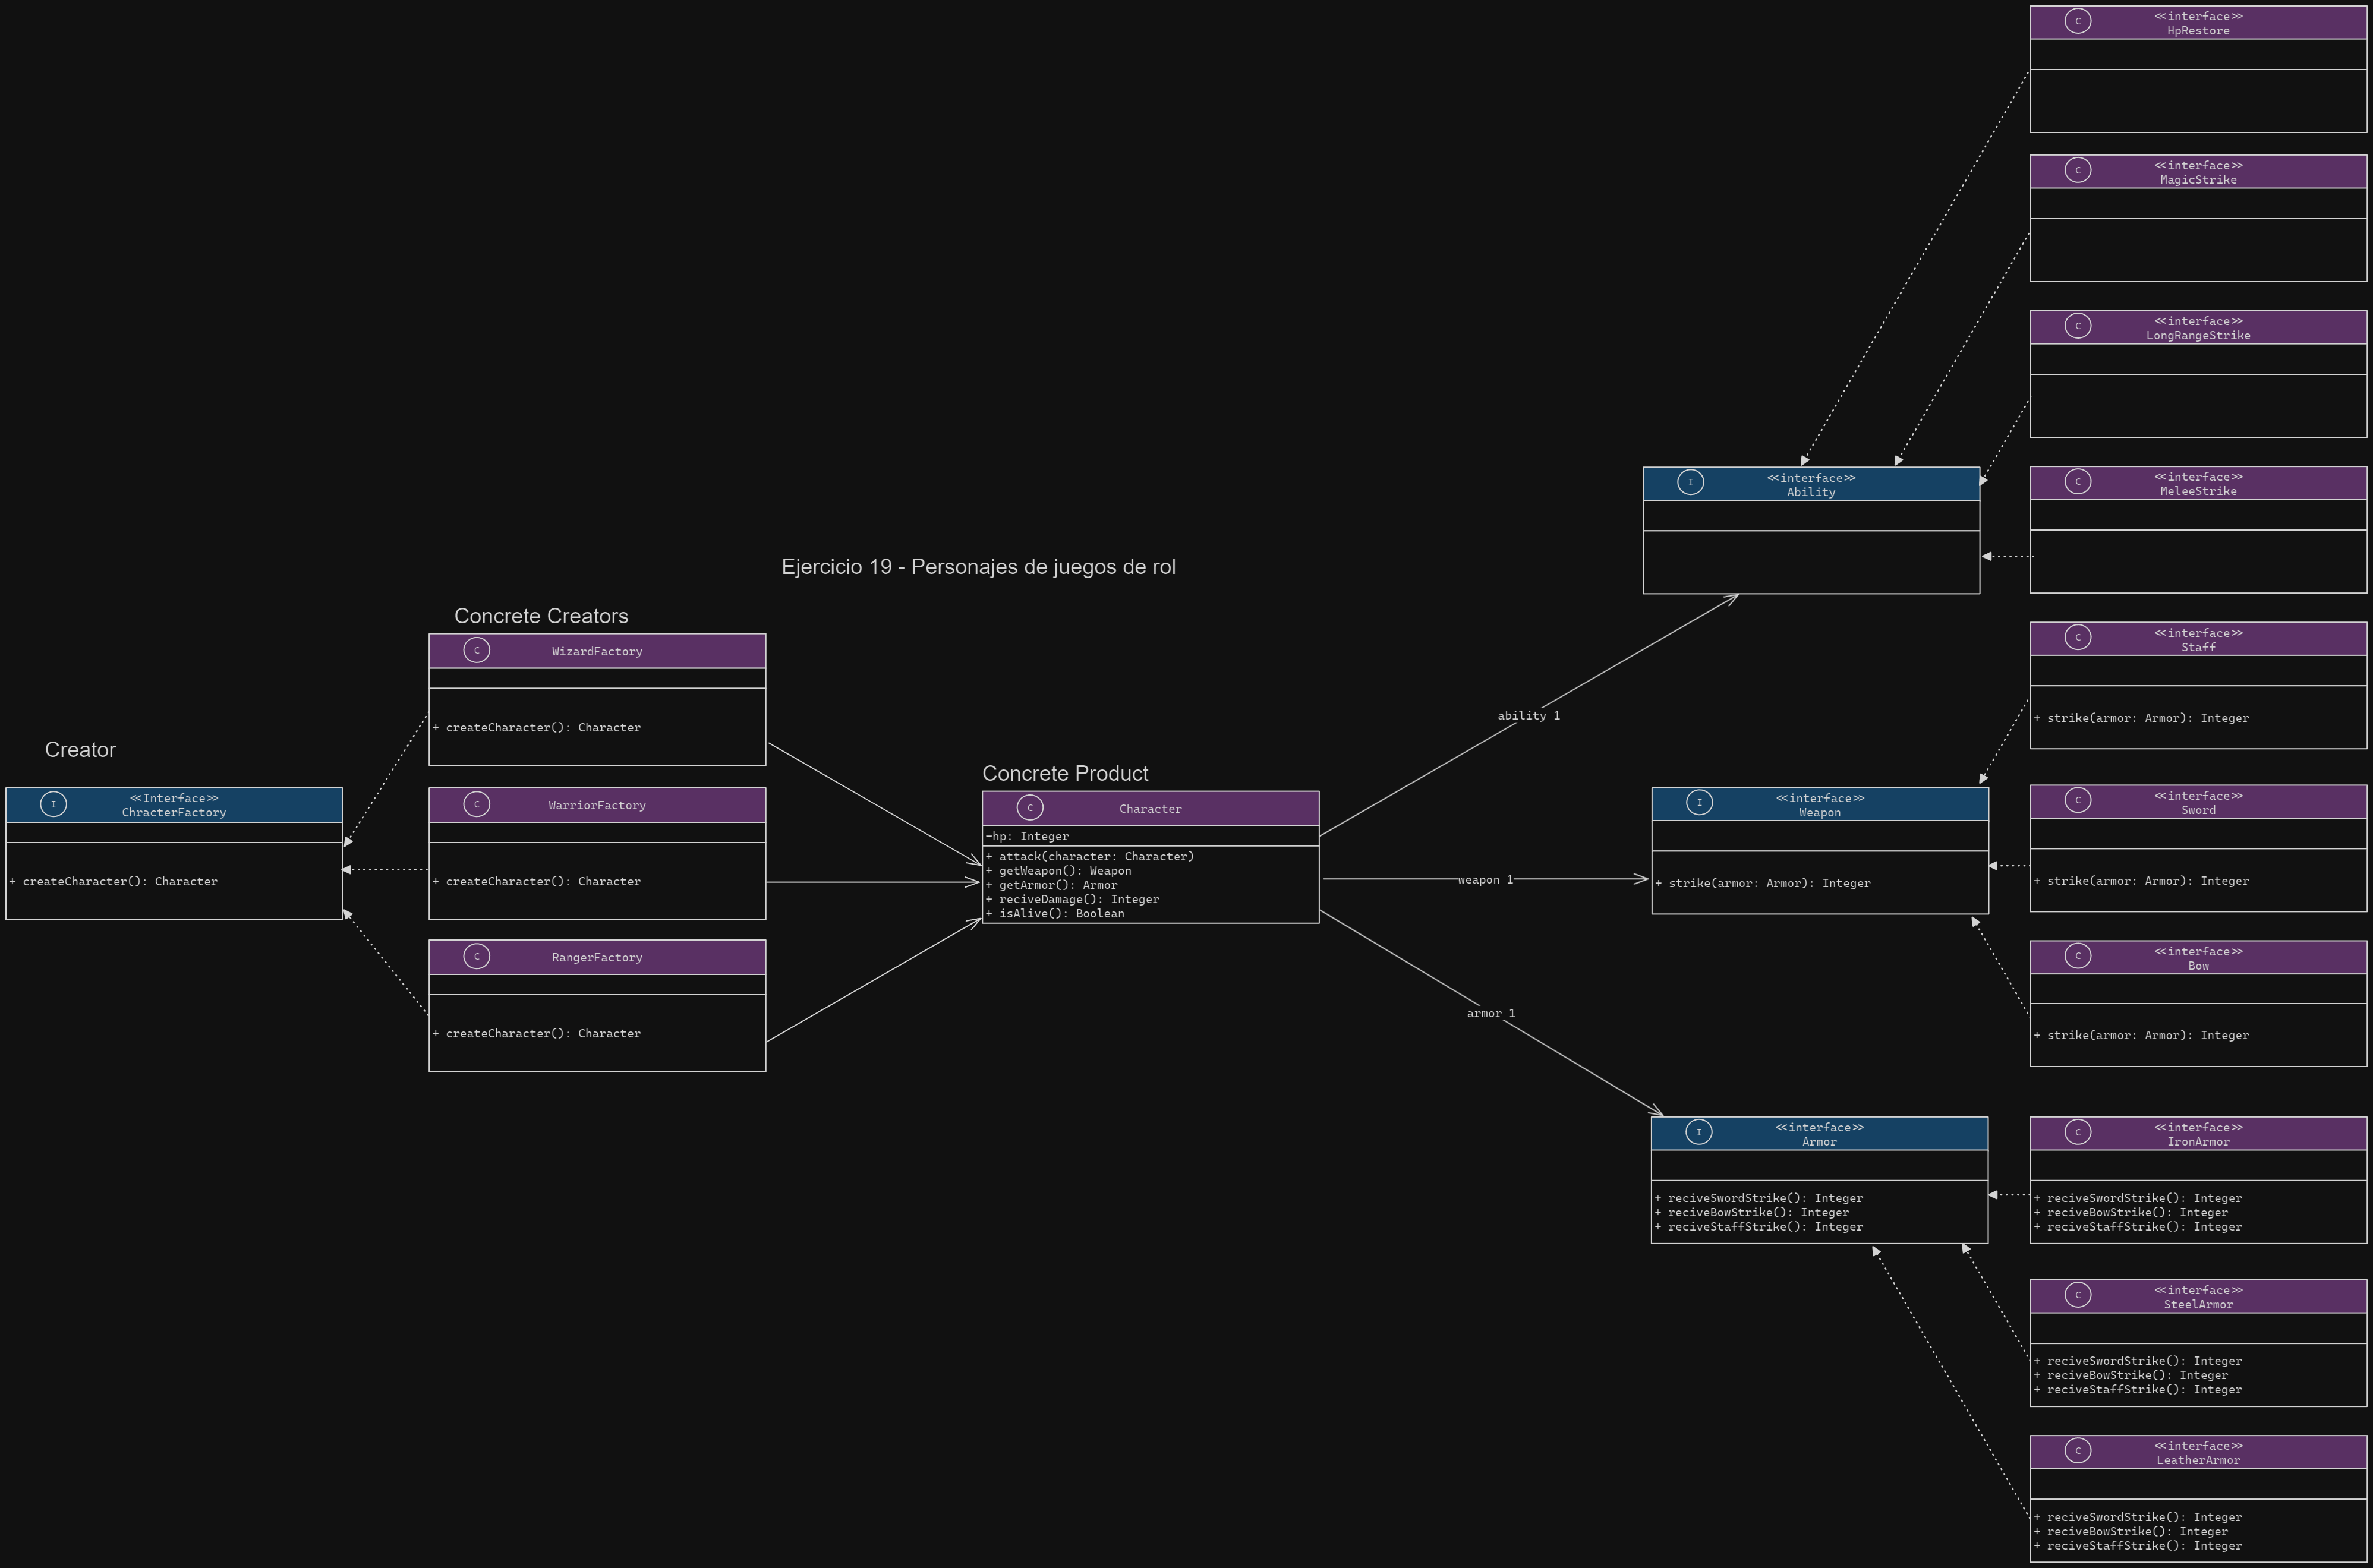 Ejercicio 19 - Personajes de juegos de rol
Creator
I
<<Interface>>
ChracterFactory
+ createCharacter(): Character
Concrete Creators
C
WizardFactory
+ createCharacter(): Character
C
WarriorFactory
+ createCharacter(): Character
C
RangerFactory
+ createCharacter(): Character
Concrete Product
C
Character
-hp: Integer
+ attack(character: Character)
+ getWeapon(): Weapon
+ getArmor(): Armor
+ reciveDamage(): Integer
+ isAlive(): Boolean
ability 1
weapon 1
armor 1
I
<<interface>>
Ability
I
<<interface>>
Weapon
+ strike(armor: Armor): Integer
I
<<interface>>
Armor
+ reciveSwordStrike(): Integer
+ reciveBowStrike(): Integer
+ reciveStaffStrike(): Integer
C
<<interface>>
HpRestore
C
<<interface>>
MagicStrike
C
<<interface>>
LongRangeStrike
C
<<interface>>
MeleeStrike
C
<<interface>>
Staff
+ strike(armor: Armor): Integer
C
<<interface>>
Sword
+ strike(armor: Armor): Integer
C
<<interface>>
Bow
+ strike(armor: Armor): Integer
C
<<interface>>
IronArmor
+ reciveSwordStrike(): Integer
+ reciveBowStrike(): Integer
+ reciveStaffStrike(): Integer
C
<<interface>>
SteelArmor
+ reciveSwordStrike(): Integer
+ reciveBowStrike(): Integer
+ reciveStaffStrike(): Integer
C
<<interface>>
LeatherArmor
+ reciveSwordStrike(): Integer
+ reciveBowStrike(): Integer
+ reciveStaffStrike(): Integer